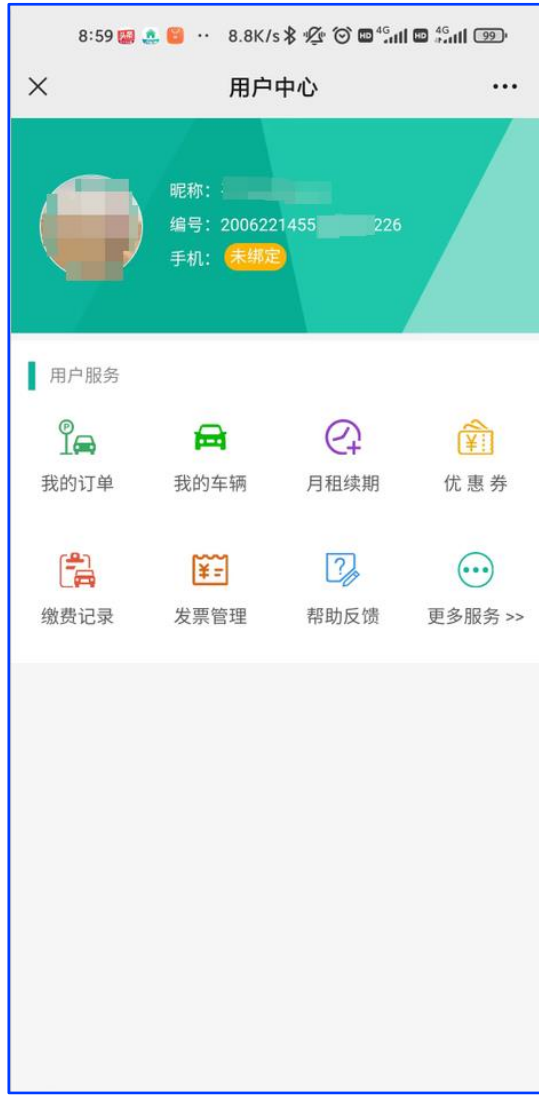 8:59 8.8K/s HD 4G HD 4G 99
用户中心
昵称：
编号：2006221455 226
手机：未绑定
用户服务
P
我的订单 我的车辆 月租续期 优惠券
¥ ¥ ?
缴费记录 发票管理 帮助反馈 更多服务 >>